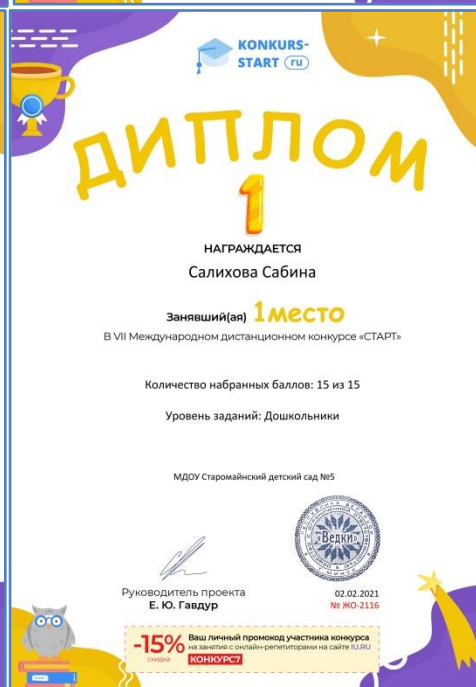 KONKURS-
START ru
ДИПЛОМ
1
НАГРАЖДАЕТСЯ
Салихова Сабина
Занявший(ая) 1место
В VII Международном дистанционном конкурсе «СТАРТ»
Количество набранных баллов: 15 из 15
Уровень заданий: Дошкольники
МДОУ Старомайнский детский сад №5
"Ведки"
МИНСК
Руководитель проекта
Е. Ю. Гавдур
02.02.2021
№ ЖО-2116
-15%
скидка
Ваш личный промокод участника конкурса
на занятия с онлайн-репетиторами на сайте IU.RU
КОНКУРС7